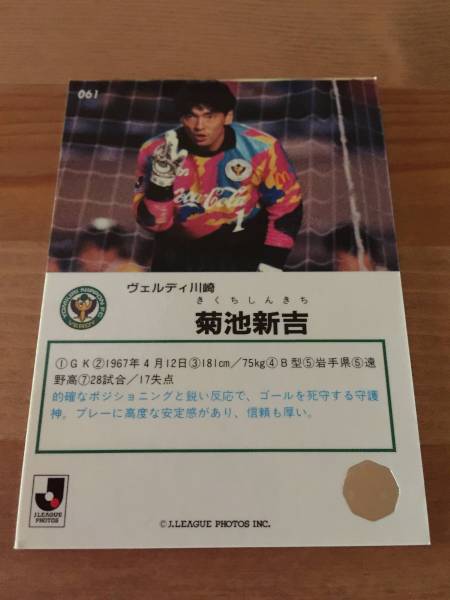 061
Coca-Cola
1
ヴェルディ川崎
きくちしんきち
菊池新吉
YOMIURI NIPPON FC
VERDY
①GK②1967年4月12日③181cm/75kg④B型⑤岩手県⑤遠
野高⑦28試合/17失点
的確なポジショニングと鋭い反応で、ゴールを死守する守護
神。プレーに高度な安定感があり、信頼も厚い。
J.LEAGUE
PHOTOS
©J.LEAGUE PHOTOS INC.